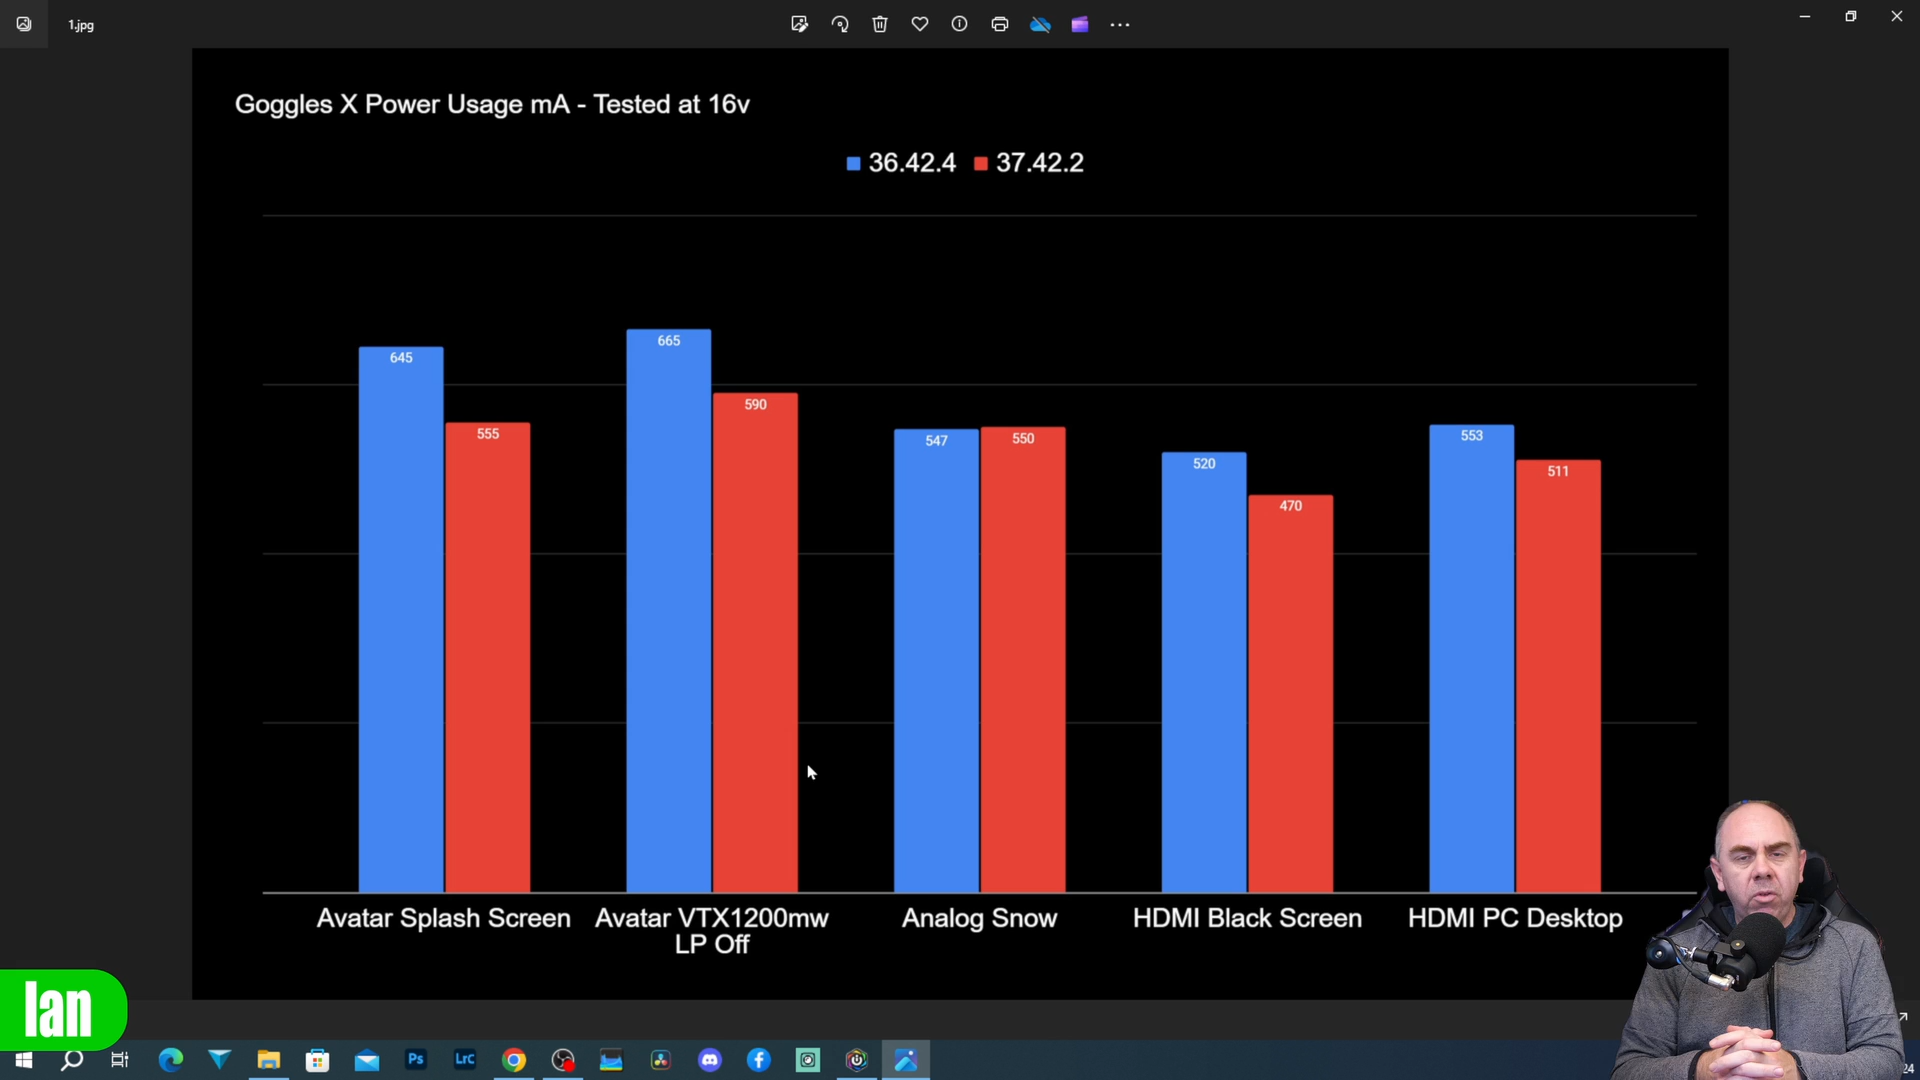 1.jpg
Goggles X Power Usage mA - Tested at 16v
36.42.4 37.42.2
645
555
665
590
547
550
520
470
553
511
Avatar Splash Screen
Avatar VTX1200mw
LP Off
Analog Snow
HDMI Black Screen
HDMI PC Desktop
Ian
Ps
LrC
24